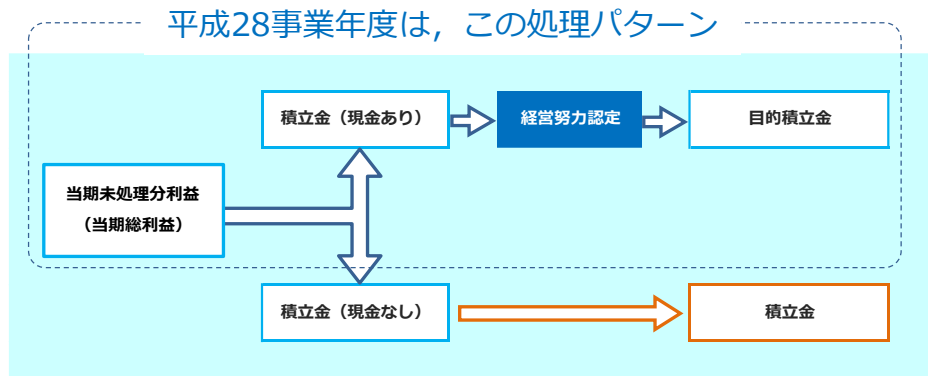 平成28事業年度は，この処理パターン
積立金（現金あり）
経営努力認定
目的積立金
当期未処理分利益
（当期総利益）
積立金（現金なし）
積立金